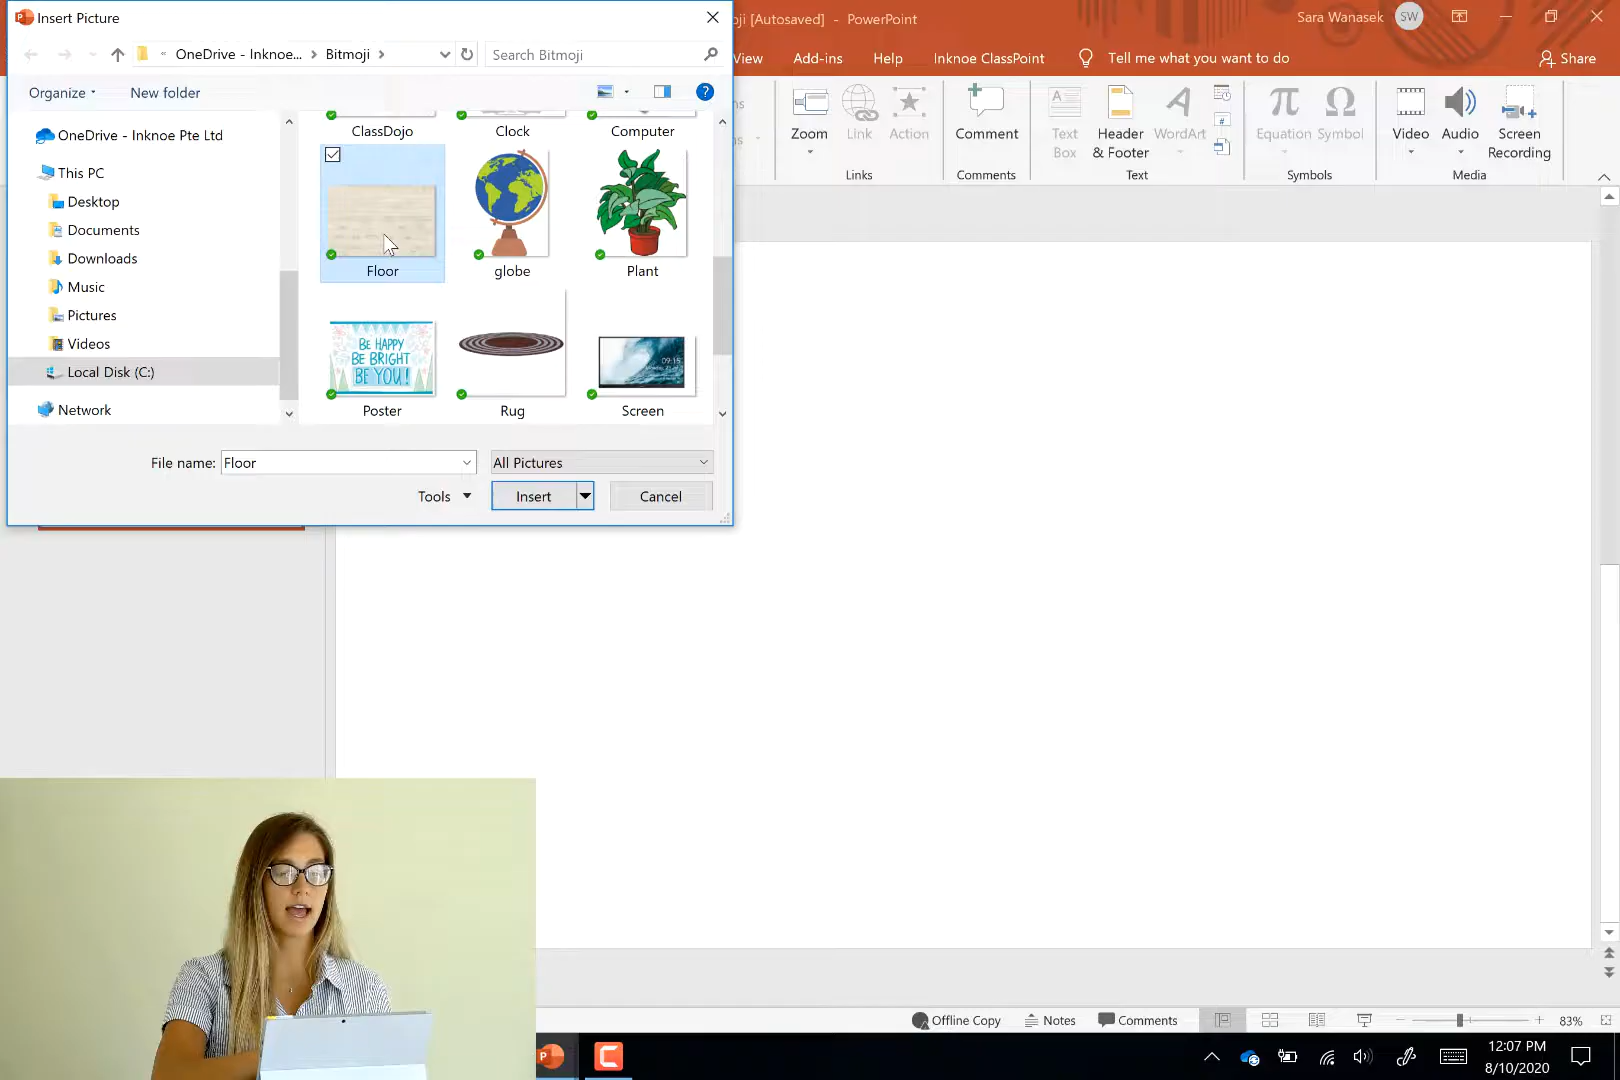 Insert Picture
OneDrive - Inknoe... > Bitmoji >
Search Bitmoji
Organize
New folder
OneDrive - Inknoe Pte Ltd
This PC
Desktop
Documents
Downloads
Music
Pictures
Videos
Local Disk (C:)
Network
ClassDojo
Clock
Computer
Floor
globe
Plant
BE HAPPY
BE BRIGHT
BE YOU!
09:15
Poster
Rug
Screen
File name:
Floor
All Pictures
Tools
Insert
Cancel
oji [Autosaved] - PowerPoint
Sara Wanasek
SW
View
Add-ins
Help
Inknoe ClassPoint
Tell me what you want to do
Share
Zoom
Link
Action
Links
Comment
Comments
Text
Box
Header
& Footer
WordArt
Text
Equation
Symbol
Symbols
Video
Audio
Screen
Recording
Media
Offline Copy
Notes
Comments
83%
12:07 PM
8/10/2020